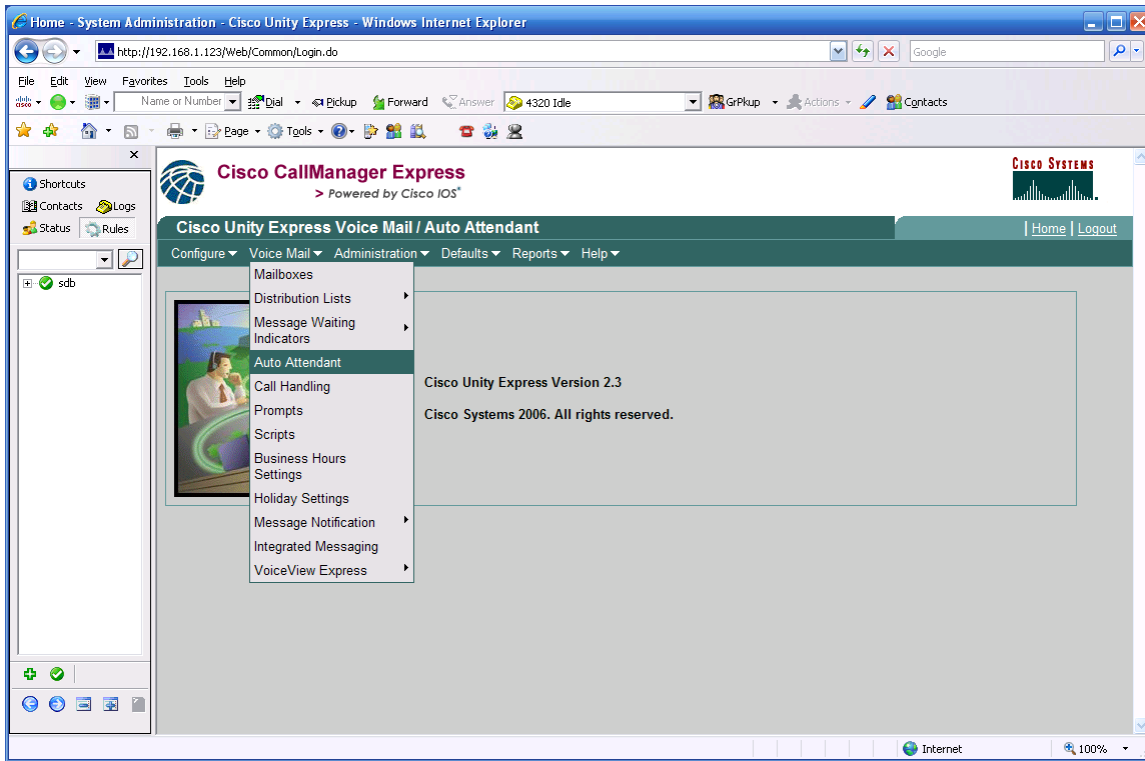 Home - System Administration - Cisco Unity Express - Windows Internet Explorer
http://192.168.1.123/Web/Common/Login.do
Google
File Edit View Favorites Tools Help
Name or Number Dial Pickup Forward Answer 4320 Idle GrPkup Actions Contacts
Page Tools
Shortcuts
Contacts Logs
Status Rules
sdb
Cisco CallManager Express
> Powered by Cisco IOS®
CISCO SYSTEMS
Cisco Unity Express Voice Mail / Auto Attendant
| Home | Logout
Configure Voice Mail Administration Defaults Reports Help
Mailboxes
Distribution Lists
Message Waiting
Indicators
Auto Attendant
Call Handling
Prompts
Scripts
Business Hours
Settings
Holiday Settings
Message Notification
Integrated Messaging
VoiceView Express
Cisco Unity Express Version 2.3
Cisco Systems 2006. All rights reserved.
Internet
100%